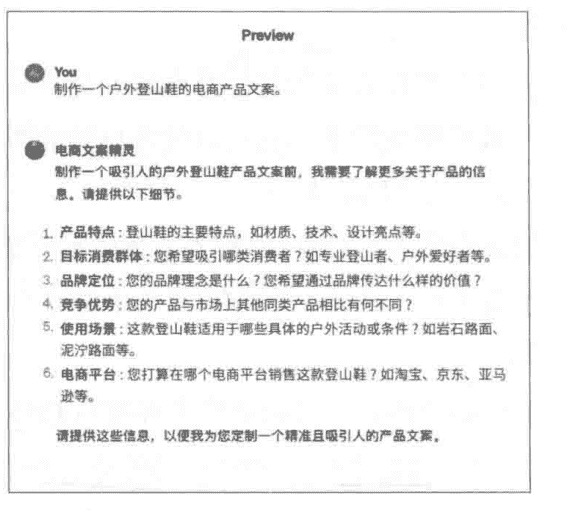 Preview
You
制作一个户外登山鞋的电商产品文案。
电商文案精灵
制作一个吸引人的户外登山鞋产品文案前，我需要了解更多关于产品的信
息。请提供以下细节。
1. 产品特点：登山鞋的主要特点，如材质、技术、设计亮点等。
2. 目标消费群体：您希望吸引哪类消费者？如专业登山者、户外爱好者等。
3. 品牌定位：您的品牌理念是什么？您希望通过品牌传达什么样的价值？
4. 竞争优势：您的产品与市场上其他同类产品相比有何不同？
5. 使用场景：这款登山鞋适用于哪些具体的户外活动或条件？如岩石路面、
泥泞路面等。
6. 电商平台：您打算在哪个电商平台销售这款登山鞋？如淘宝、京东、亚马
逊等。
请提供这些信息，以便我为您定制一个精准且吸引人的产品文案。